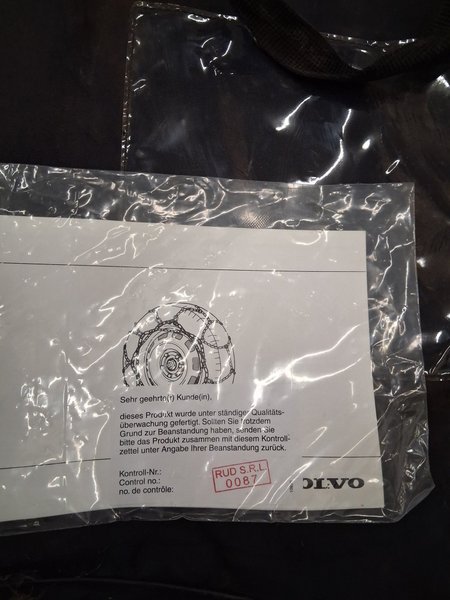 Sehr geehrte(r) Kunde(in),
dieses Produkt wurde unter ständiger Qualitäts-
überwachung gefertigt. Sollten Sie trotzdem
Grund zur Beanstandung haben, senden Sie
bitte das Produkt zusammen mit diesem Kontroll-
zettel unter Angabe Ihrer Beanstandung zurück.
Kontroll-Nr.:
Control no.:
no. de contrôle:
RUD S.R.L
0087